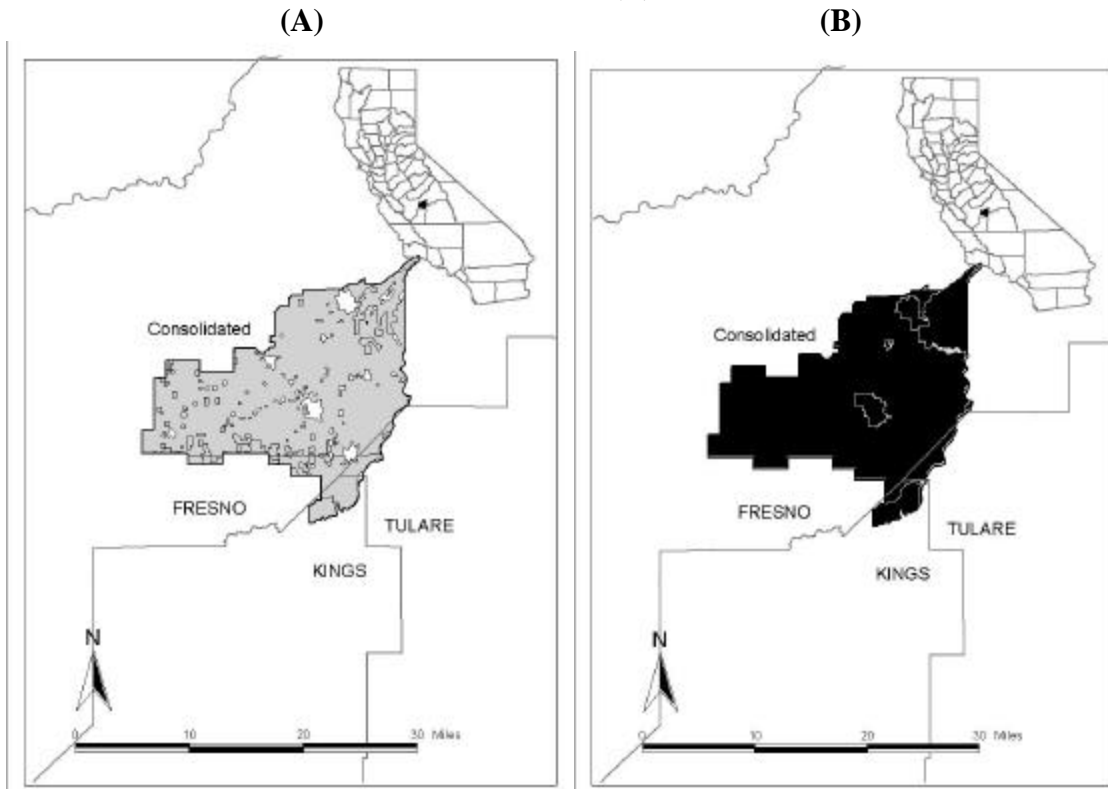 (A)
Consolidated
FRESNO
TULARE
KINGS
N
0 10 20 30 Miles
(B)
Consolidated
FRESNO
TULARE
KINGS
N
0 10 20 30 Miles